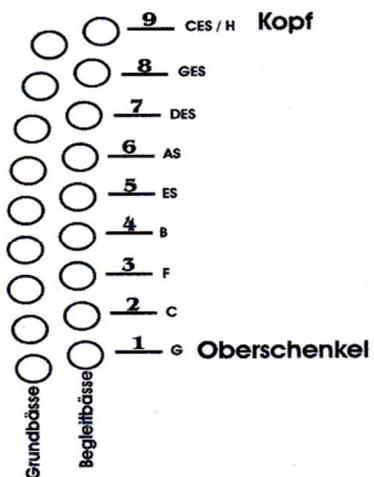 9 CES / H Kopf
8 GES
7 DES
6 AS
5 ES
4 B
3 F
2 C
1 G Oberschenkel
Grundbässe
Begleitbässe